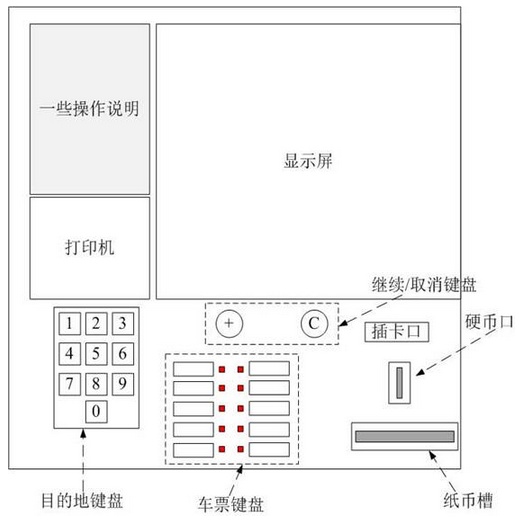 一些操作说明
显示屏
打印机
继续/取消键盘
+
C
硬币口
插卡口
1 2 3
4 5 6
7 8 9
0
目的地键盘
车票键盘
纸币槽